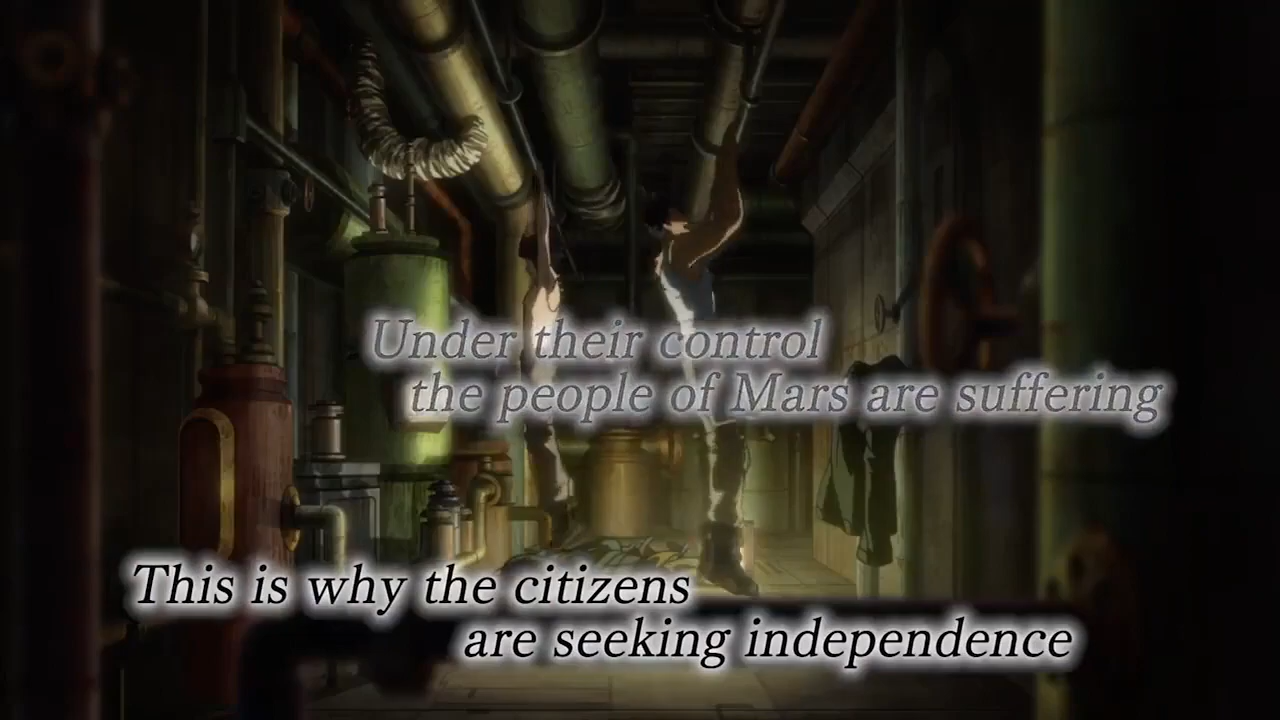 Under their control
the people of Mars are suffering
This is why the citizens
are seeking independence